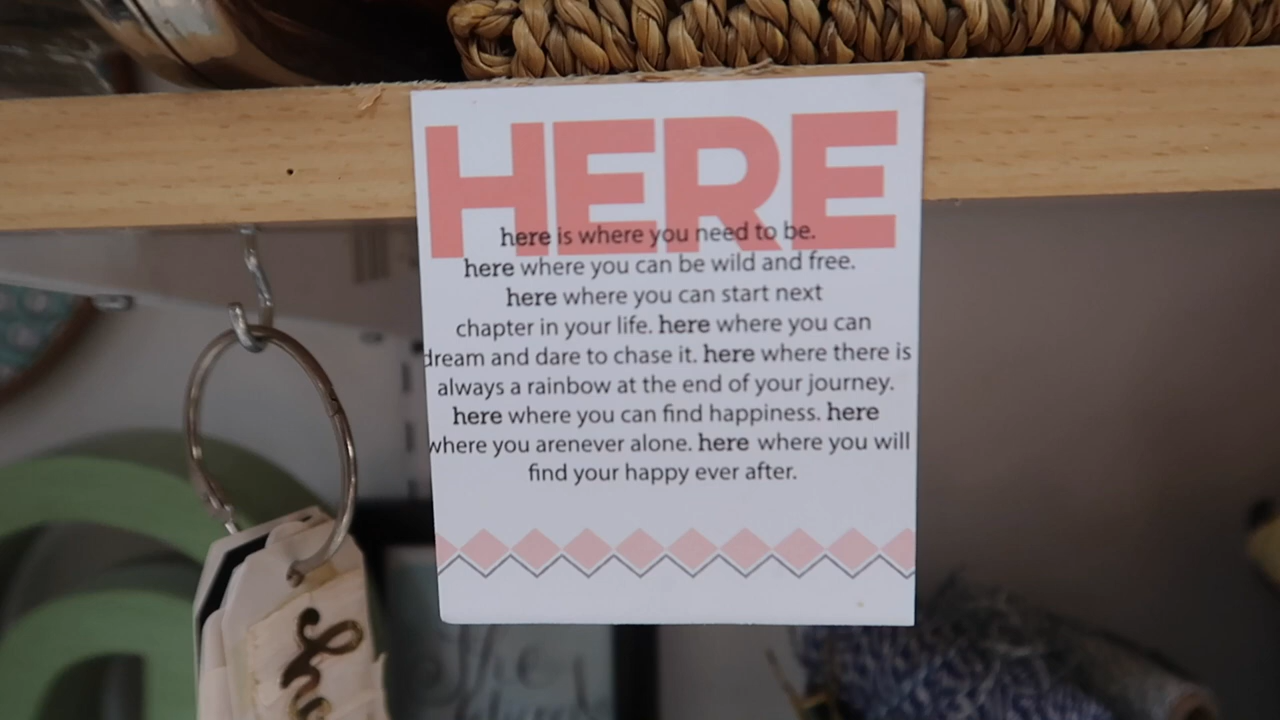 HERE
here is where you need to be.
here where you can be wild and free.
here where you can start next
chapter in your life. here where you can
dream and dare to chase it. here where there is
always a rainbow at the end of your journey.
here where you can find happiness. here
where you arenever alone. here where you will
find your happy ever after.